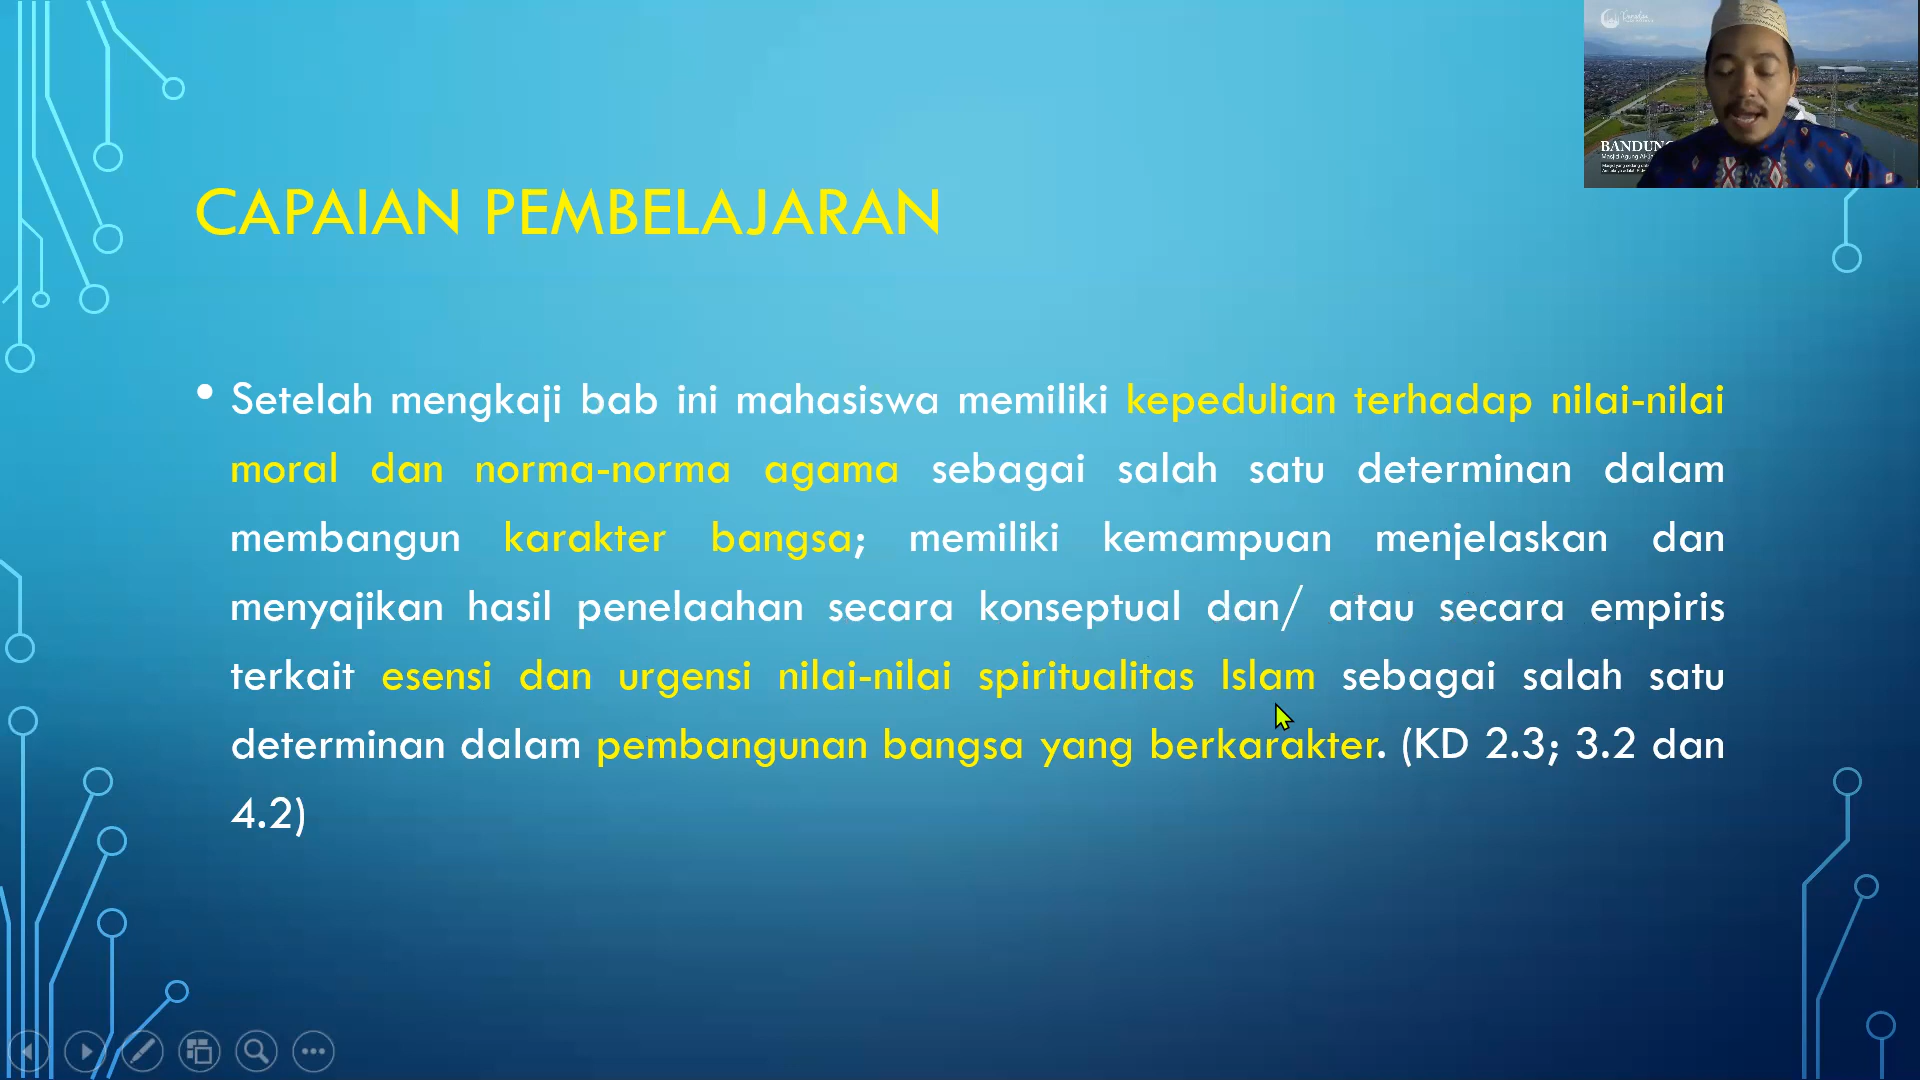 BANDUNG
CAPAIAN PEMBELAJARAN
• Setelah mengkaji bab ini mahasiswa memiliki kepedulian terhadap nilai-nilai
moral dan norma-norma agama sebagai salah satu determinan dalam
membangun karakter bangsa; memiliki kemampuan menjelaskan dan
menyajikan hasil penelaahan secara konseptual dan/ atau secara empiris
terkait esensi dan urgensi nilai-nilai spiritualitas Islam sebagai salah satu
determinan dalam pembangunan bangsa yang berkarakter. (KD 2.3; 3.2 dan
4.2)